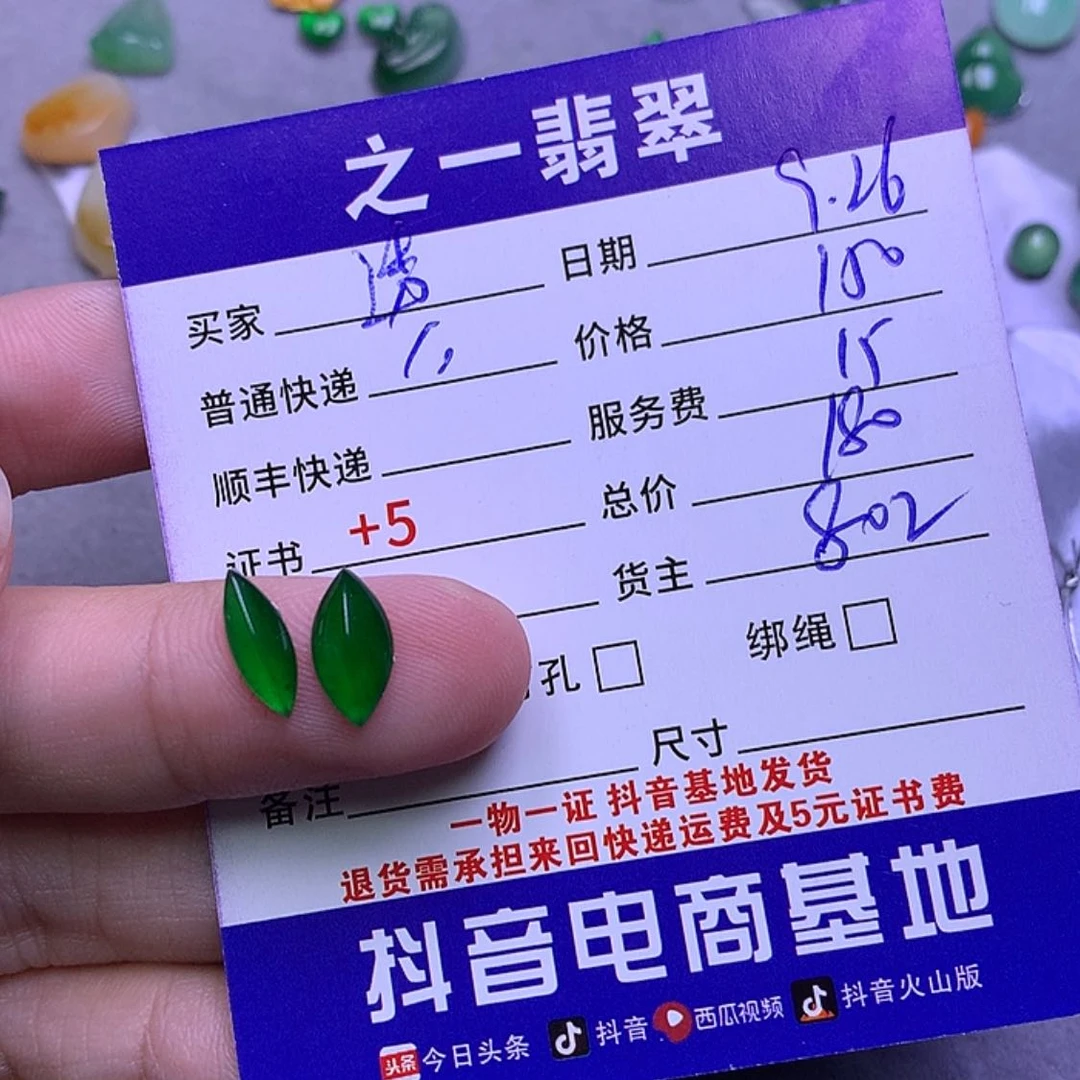 之一翡翠
买家 日期 9.26
普通快递 价格
顺丰快递 服务费 15
证书 +5 总价 180
货主 802
孔 绑绳
尺寸
备注
一物一证 抖音基地发货
退货需承担来回快递运费及5元证书费
抖音电商基地
头条 今日头条 抖音 西瓜视频 抖音火山版